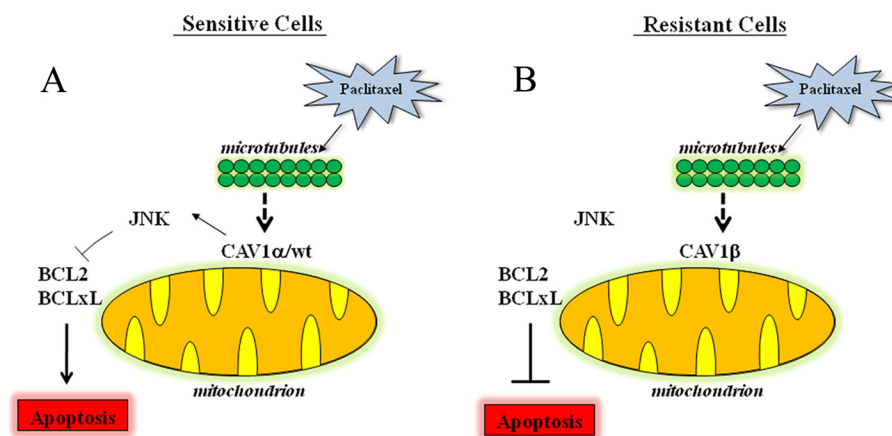 Sensitive Cells
A
Paclitaxel
microtubules
JNK
CAV1α/wt
BCL2
BCLxL
mitochondrion
Apoptosis
Resistant Cells
B
Paclitaxel
microtubules
JNK
CAV1β
BCL2
BCLxL
mitochondrion
Apoptosis